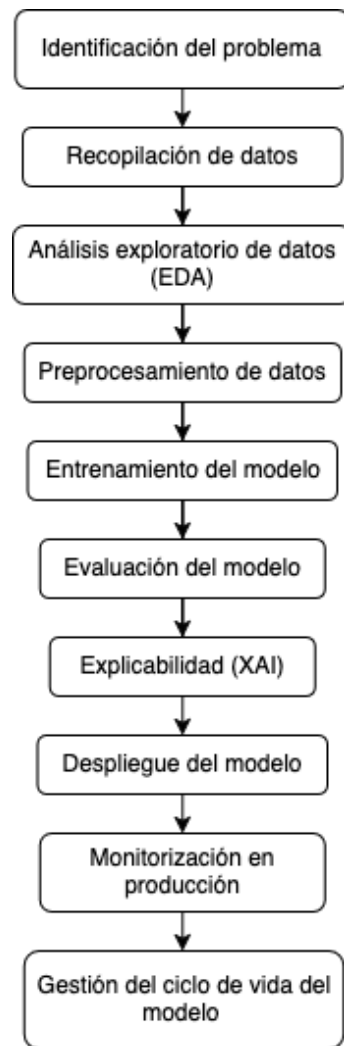 Identificación del problema
Recopilación de datos
Análisis exploratorio de datos
(EDA)
Preprocesamiento de datos
Entrenamiento del modelo
Evaluación del modelo
Explicabilidad (XAI)
Despliegue del modelo
Monitorización en
producción
Gestión del ciclo de vida del
modelo